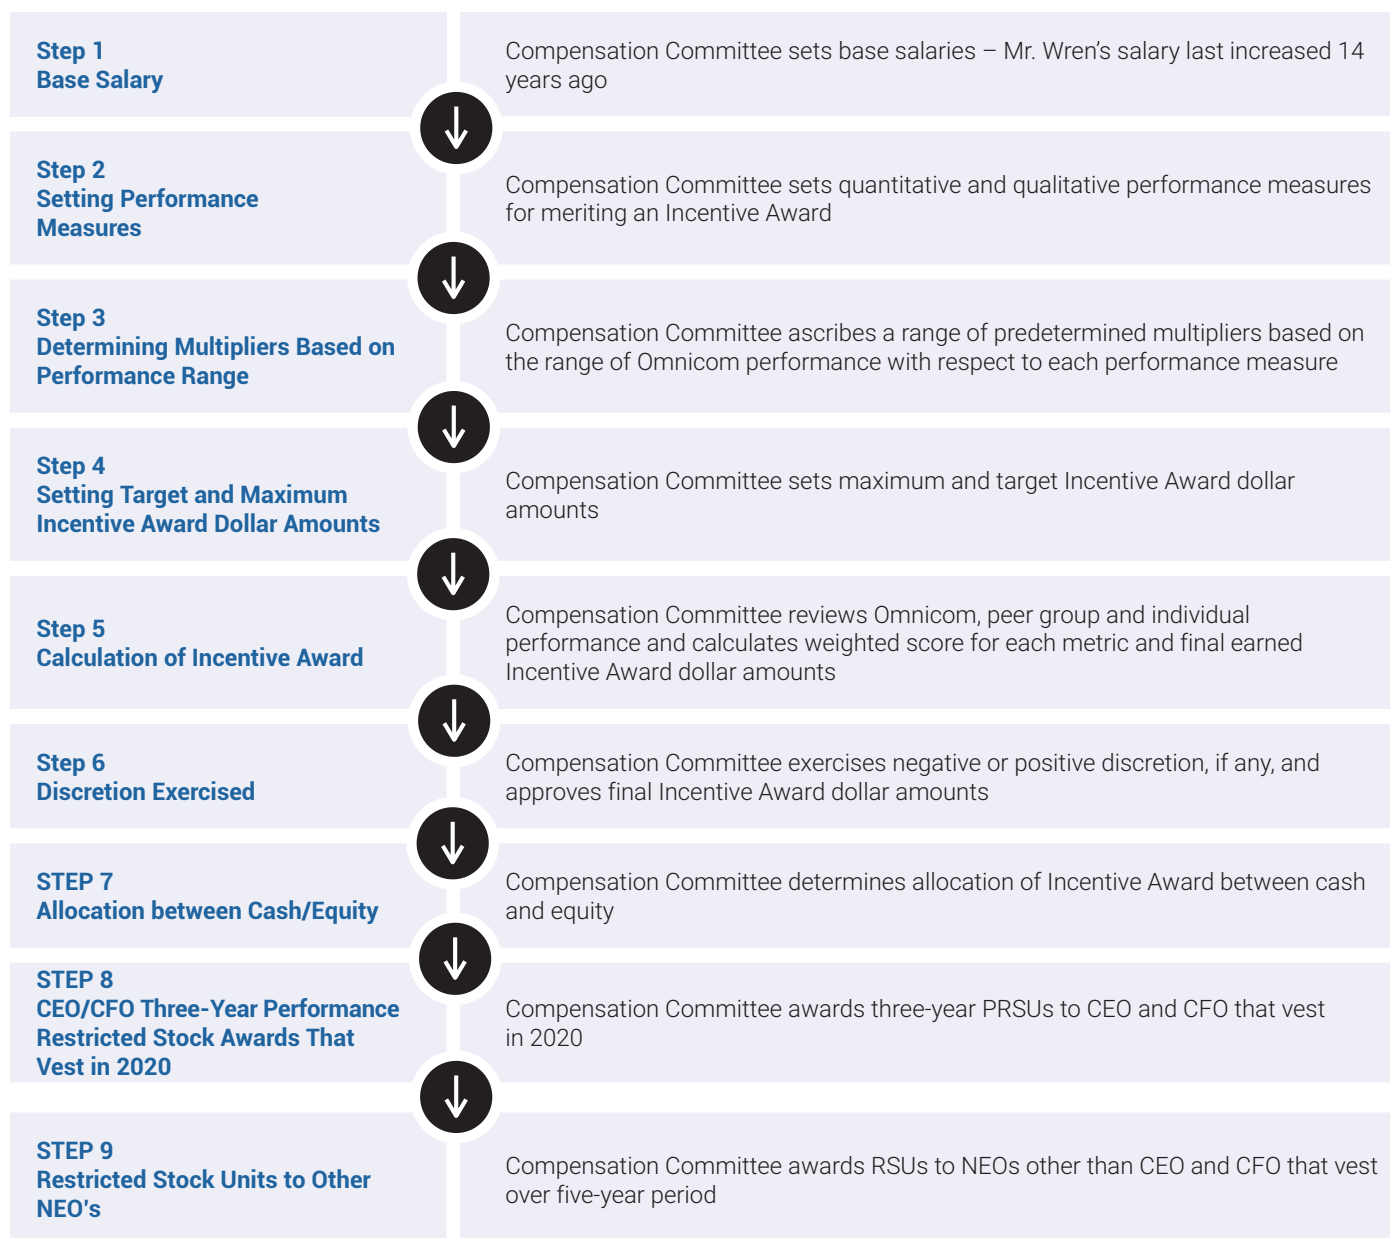 Step 1
Base Salary
Compensation Committee sets base salaries – Mr. Wren’s salary last increased 14
years ago
Step 2
Setting Performance
Measures
Compensation Committee sets quantitative and qualitative performance measures
for meriting an Incentive Award
Step 3
Determining Multipliers Based on
Performance Range
Compensation Committee ascribes a range of predetermined multipliers based on
the range of Omnicom performance with respect to each performance measure
Step 4
Setting Target and Maximum
Incentive Award Dollar Amounts
Compensation Committee sets maximum and target Incentive Award dollar
amounts
Step 5
Calculation of Incentive Award
Compensation Committee reviews Omnicom, peer group and individual
performance and calculates weighted score for each metric and final earned
Incentive Award dollar amounts
Step 6
Discretion Exercised
Compensation Committee exercises negative or positive discretion, if any, and
approves final Incentive Award dollar amounts
STEP 7
Allocation between Cash/Equity
Compensation Committee determines allocation of Incentive Award between cash
and equity
STEP 8
CEO/CFO Three-Year Performance
Restricted Stock Awards That
Vest in 2020
Compensation Committee awards three-year PRSUs to CEO and CFO that vest
in 2020
STEP 9
Restricted Stock Units to Other
NEO's
Compensation Committee awards RSUs to NEOs other than CEO and CFO that vest
over five-year period